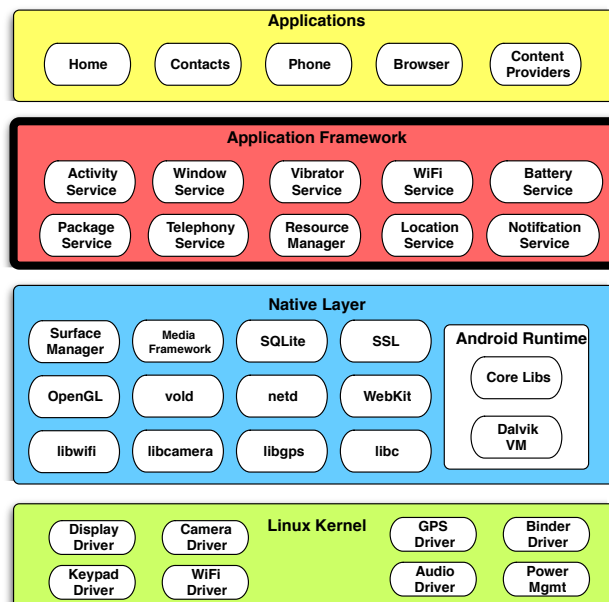 Applications
Home
Contacts
Phone
Browser
Content
Providers
Application Framework
Activity
Service
Window
Service
Vibrator
Service
WiFi
Service
Battery
Service
Package
Service
Telephony
Service
Resource
Manager
Location
Service
Notification
Service
Native Layer
Surface
Manager
Media
Framework
SQLite
SSL
OpenGL
vold
netd
WebKit
libwifi
libcamera
libgps
libc
Android Runtime
Core Libs
Dalvik
VM
Linux Kernel
Display
Driver
Camera
Driver
GPS
Driver
Binder
Driver
Keypad
Driver
WiFi
Driver
Audio
Driver
Power
Mgmt